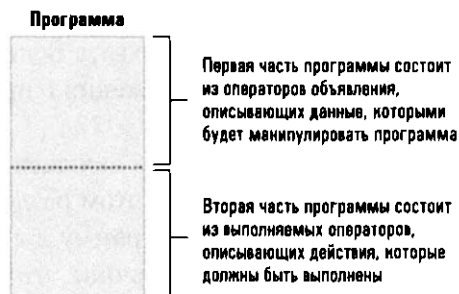 Программа
Первая часть программы состоит
из операторов объявления,
описывающих данные, которыми
будет манипулировать программа
Вторая часть программы состоит
из выполняемых операторов,
описывающих действия, которые
должны быть выполнены